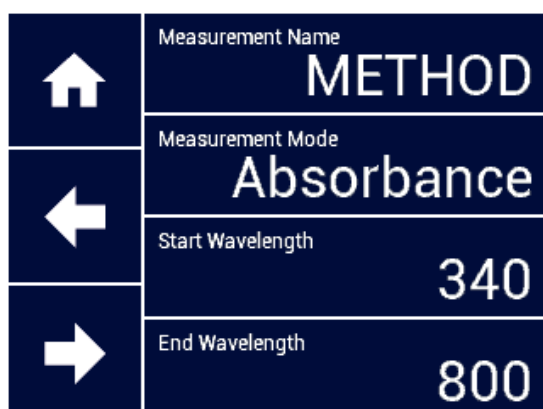 Measurement Name
METHOD
Measurement Mode
Absorbance
Start Wavelength
340
End Wavelength
800